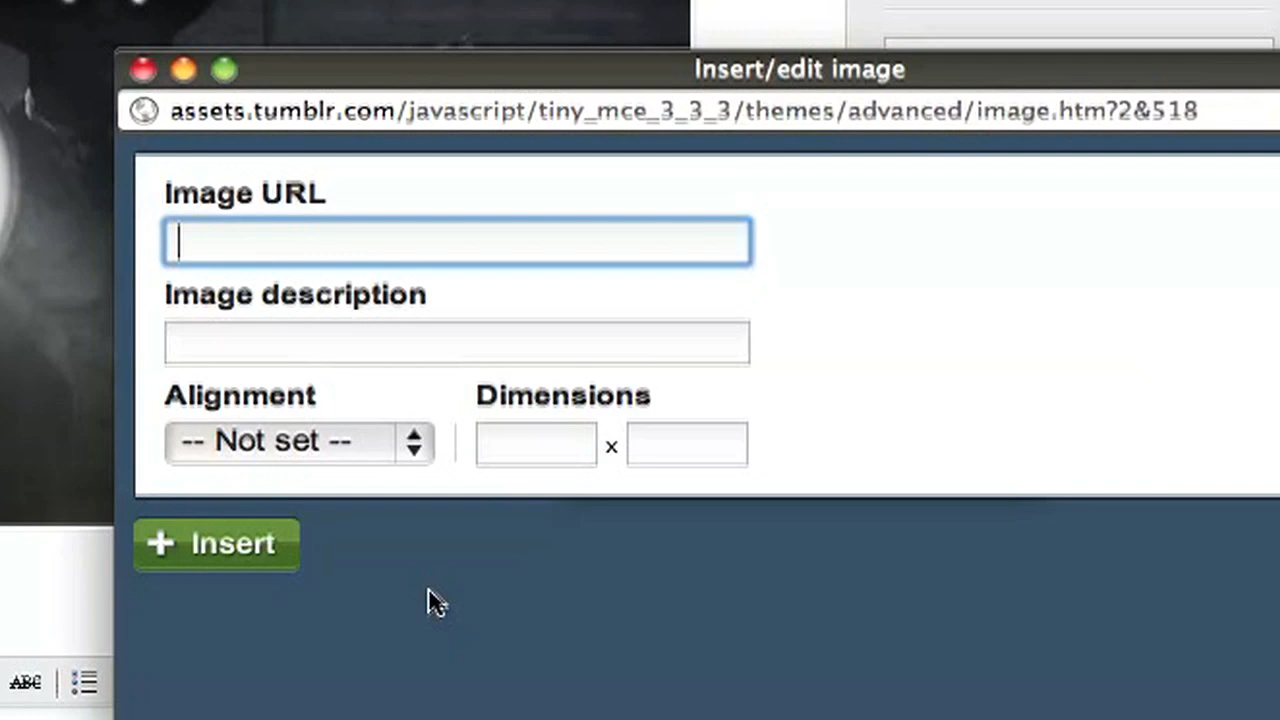 Insert/edit image
assets.tumblr.com/javascript/tiny_mce_3_3_3/themes/advanced/image.htm?2&518
Image URL
Image description
Alignment
Dimensions
-- Not set --
x
Insert
ABC